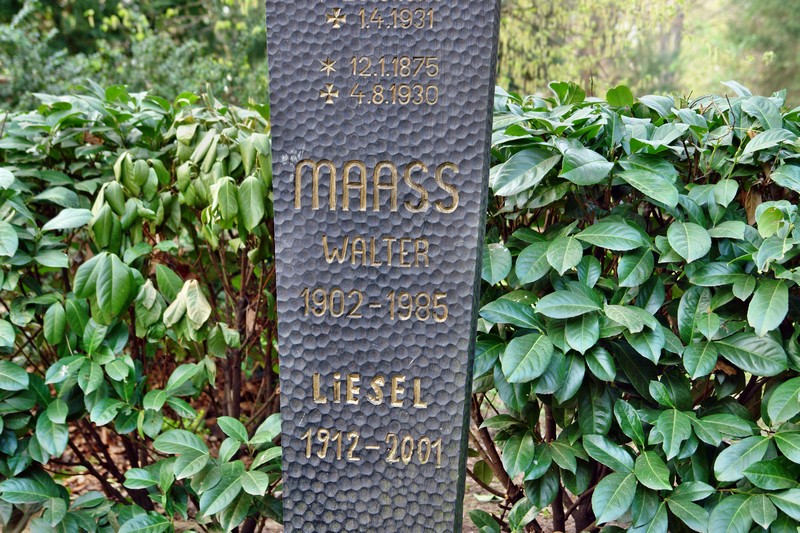 ✠ 1.4.1931
✶ 12.1.1875
✠ 4.8.1930
MAASS
WALTER
1902-1985
LiESEL
1912-2001